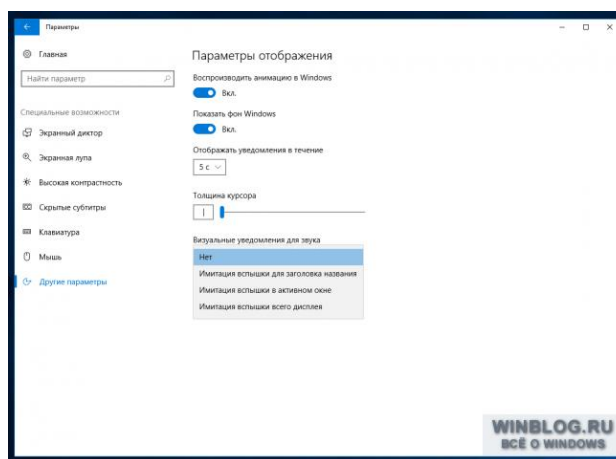 Параметры
Главная
Найти параметр
Специальные возможности
Экранный диктор
Экранная лупа
Высокая контрастность
Скрытые субтитры
Клавиатура
Мышь
Другие параметры
Параметры отображения
Воспроизводить анимацию в Windows
Вкл.
Показать фон Windows
Вкл.
Отображать уведомления в течение
5 с
Толщина курсора
Визуальные уведомления для звука
Нет
Имитация вспышки для заголовка названия
Имитация вспышки в активном окне
Имитация вспышки всего дисплея
WINBLOG.RU
ВСЁ О WINDOWS